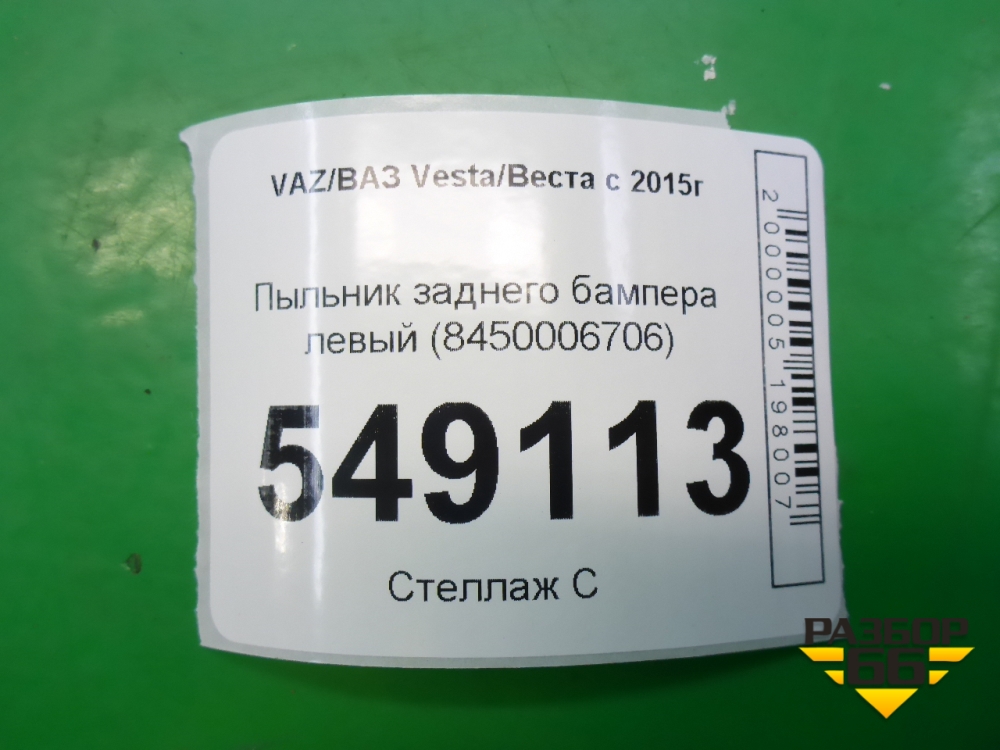 VAZ/ВАЗ Vesta/Веста с 2015г
Пыльник заднего бампера
левый (8450006706)
549113
Стеллаж С
2000005198007
РАЗБОР
66